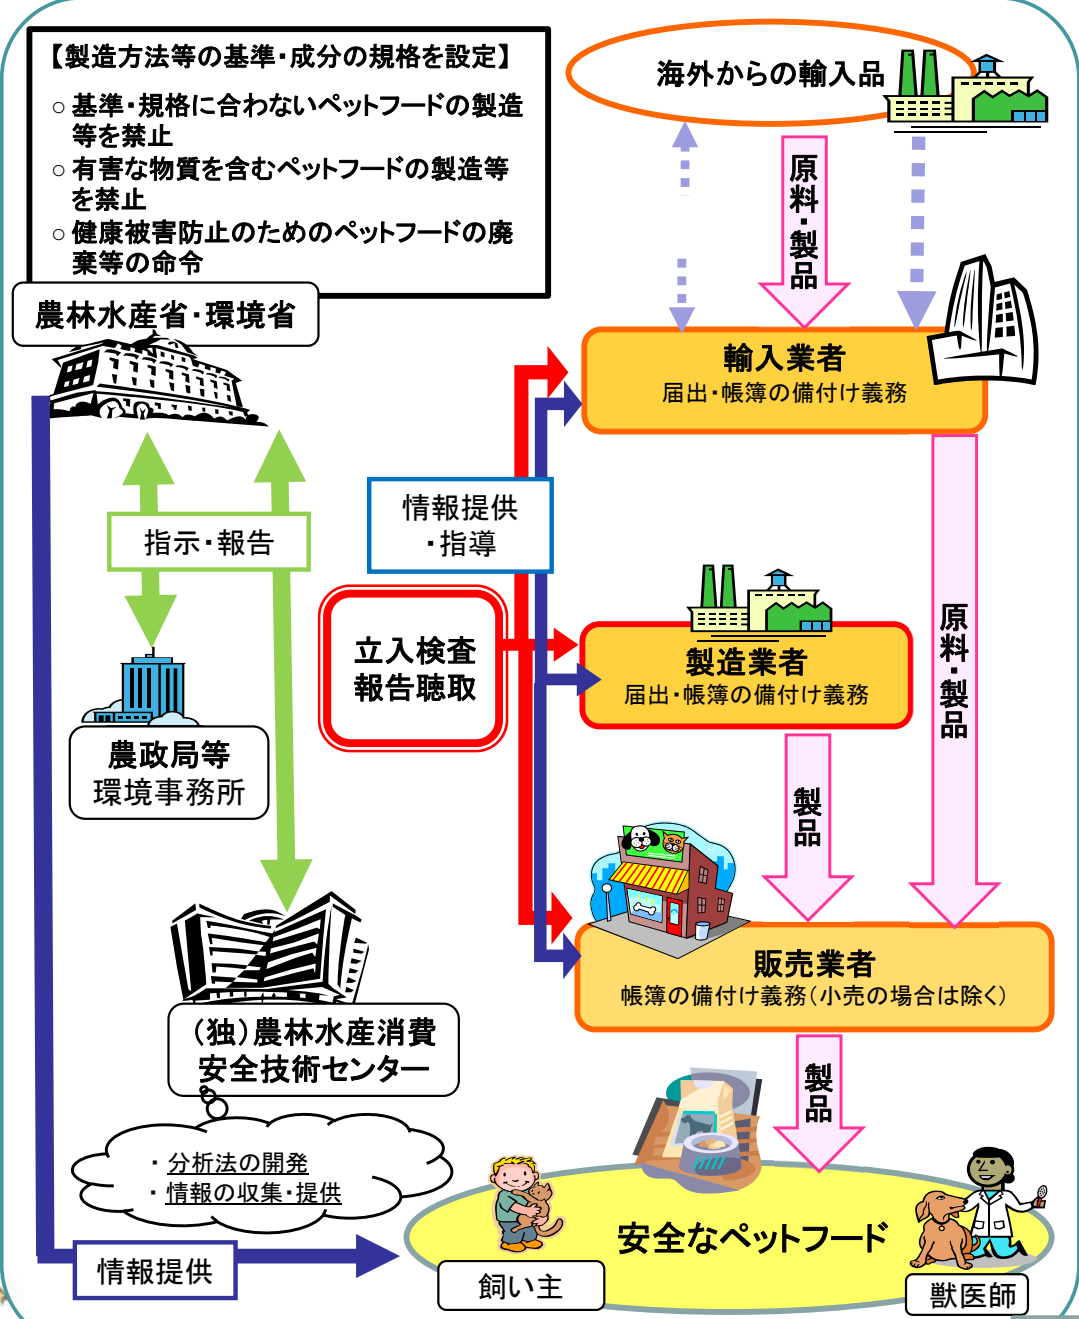 【製造方法等の基準・成分の規格を設定】
○ 基準・規格に合わないペットフードの製造
等を禁止
○ 有害な物質を含むペットフードの製造等
を禁止
○ 健康被害防止のためのペットフードの廃
棄等の命令
農林水産省・環境省
海外からの輸入品
原料・製品
輸入業者
届出・帳簿の備付け義務
情報提供
・指導
指示・報告
立入検査
報告聴取
製造業者
届出・帳簿の備付け義務
原料・製品
農政局等
環境事務所
製品
販売業者
帳簿の備付け義務(小売の場合は除く)
(独)農林水産消費
安全技術センター
製品
・ 分析法の開発
・ 情報の収集・提供
安全なペットフード
情報提供
飼い主
獣医師